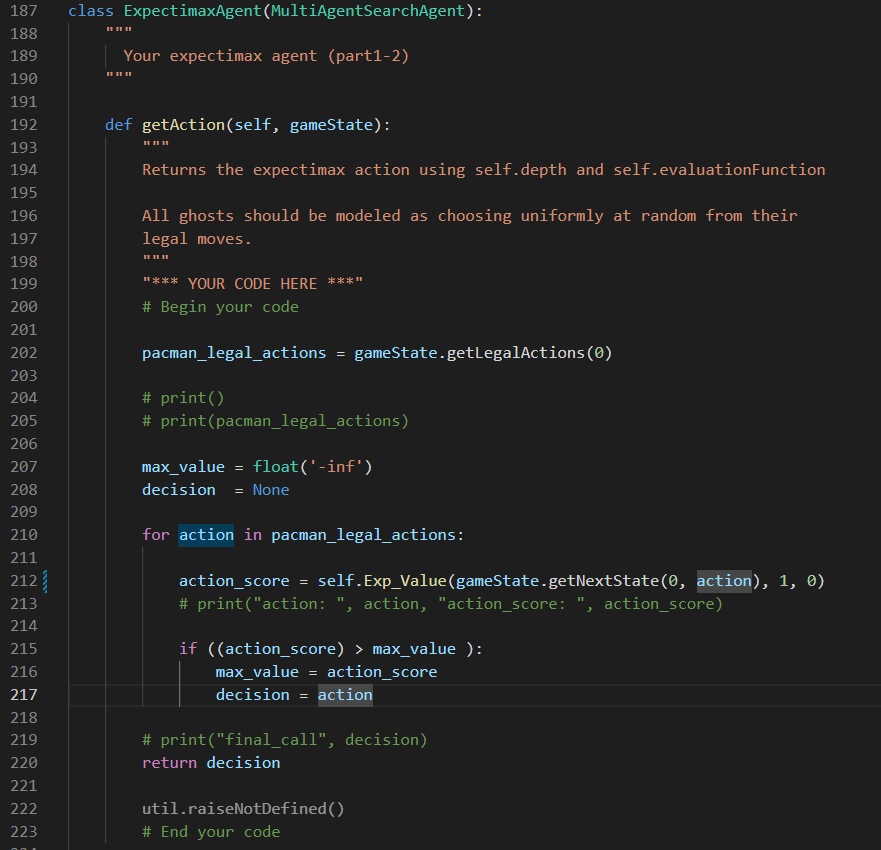 187 class ExpectimaxAgent(MultiAgentSearchAgent):
188 """
189 Your expectimax agent (part1-2)
190 """
191
192 def getAction(self, gameState):
193 """
194 Returns the expectimax action using self.depth and self.evaluationFunction
195
196 All ghosts should be modeled as choosing uniformly at random from their
197 legal moves.
198 """
199 "*** YOUR CODE HERE ***"
200 # Begin your code
201
202 pacman_legal_actions = gameState.getLegalActions(0)
203
204 # print()
205 # print(pacman_legal_actions)
206
207 max_value = float('-inf')
208 decision  = None
209
210 for action in pacman_legal_actions:
211
212 action_score = self.Exp_Value(gameState.getNextState(0, action), 1, 0)
213 # print("action: ", action, "action_score: ", action_score)
214
215 if ((action_score) > max_value ):
216 max_value = action_score
217 decision = action
218
219 # print("final_call", decision)
220 return decision
221
222 util.raiseNotDefined()
223 # End your code